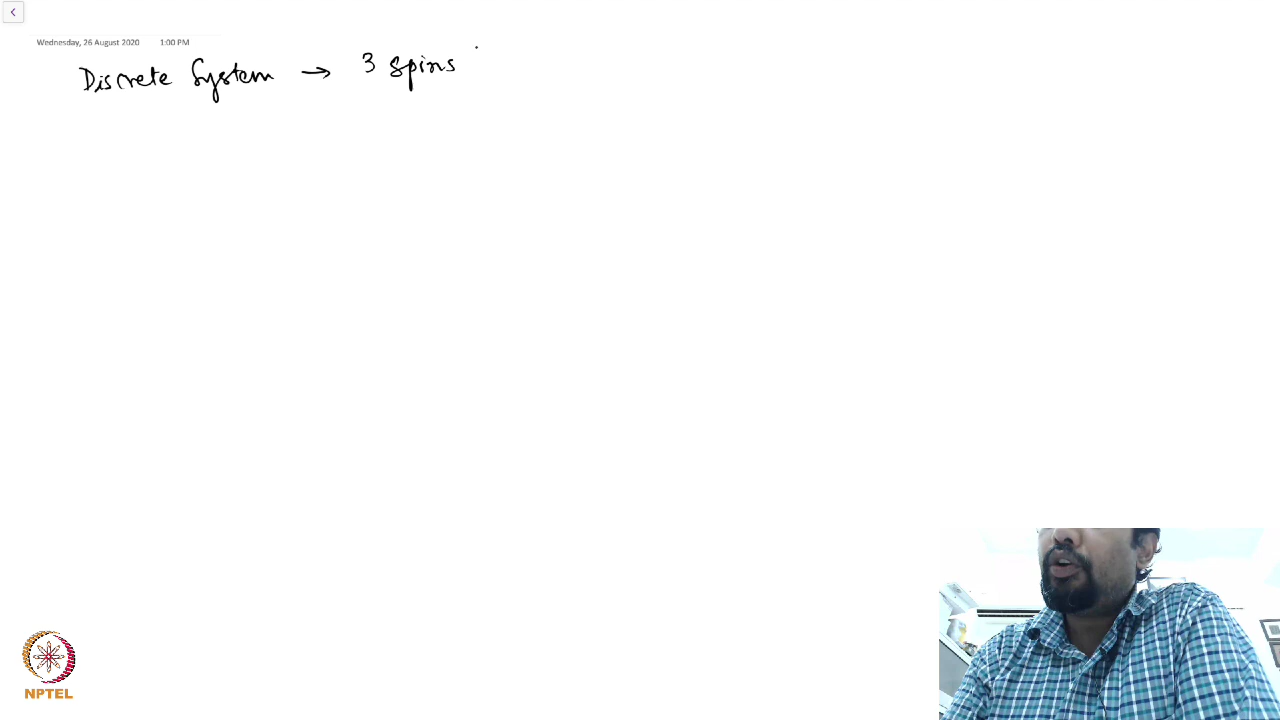 Wednesday, 26 August 2020 1:00 PM
Discrete System → 3 spins
NPTEL